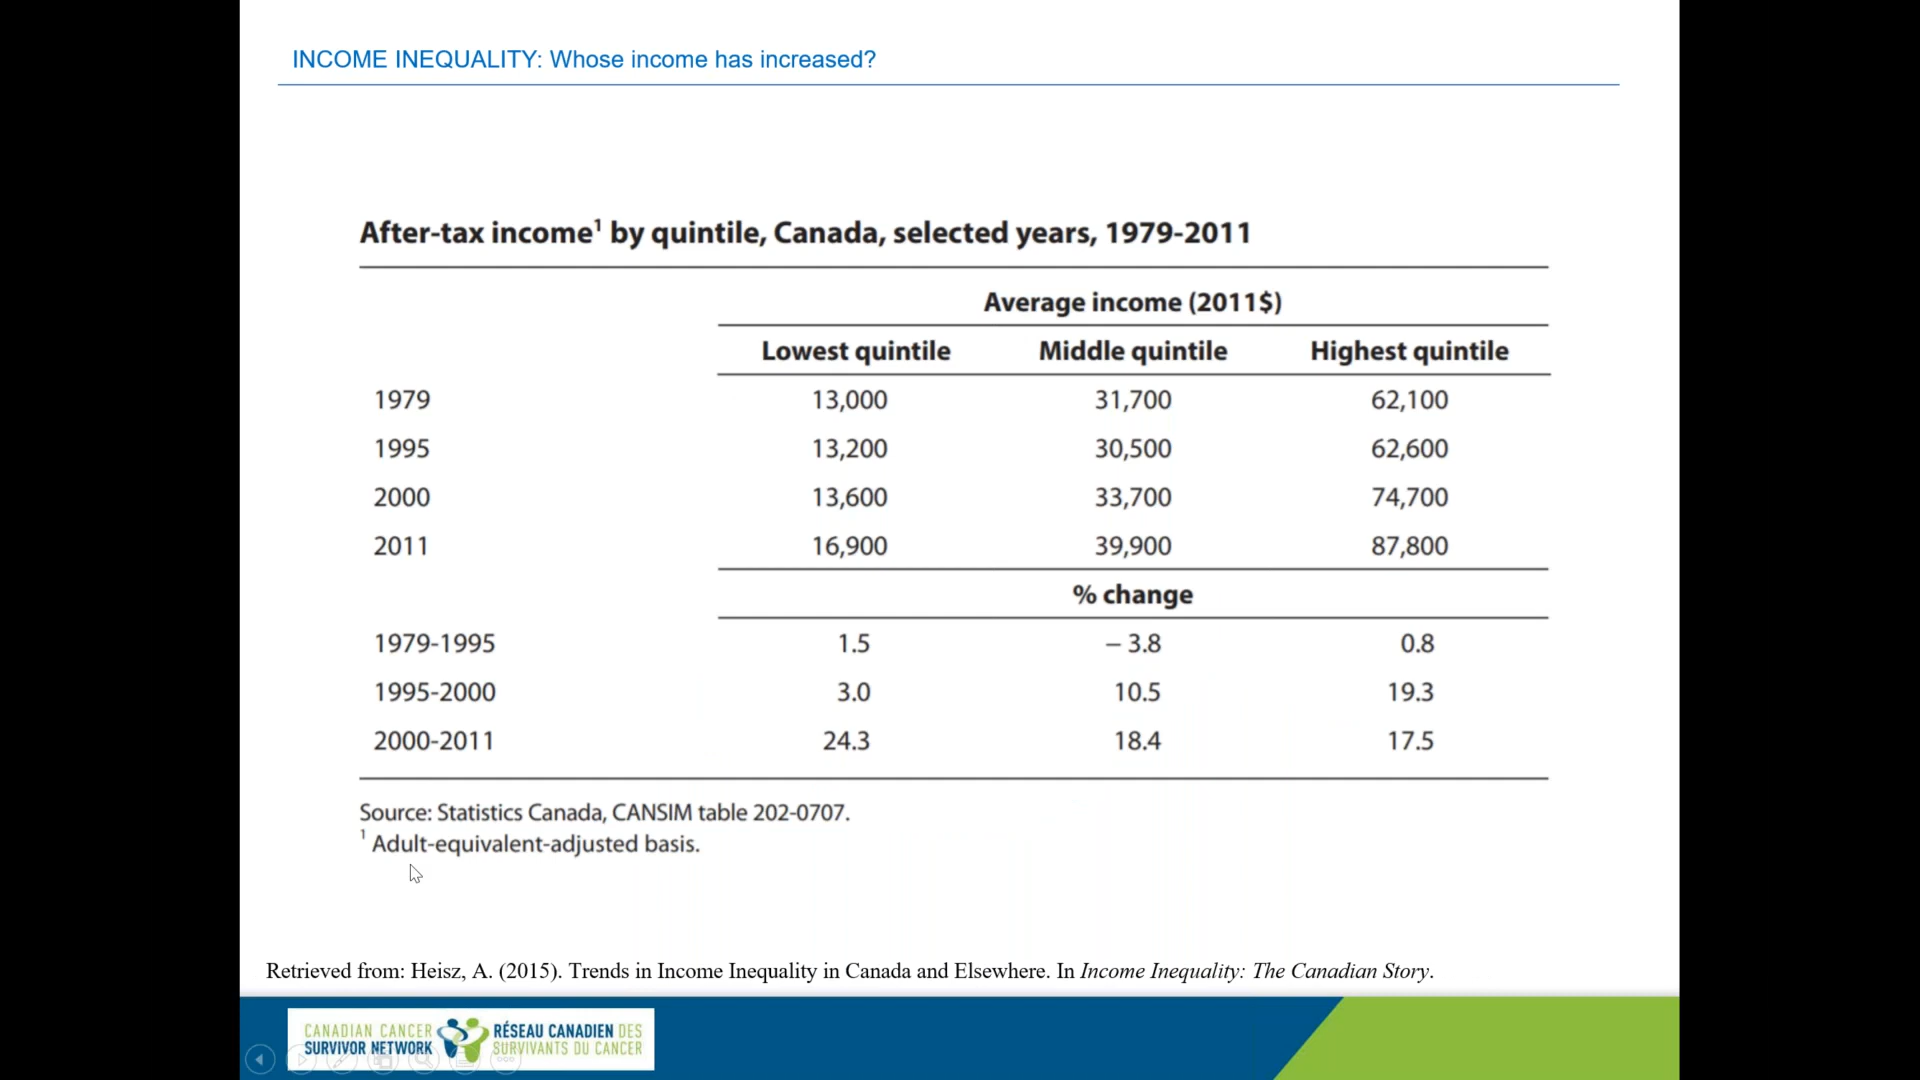 INCOME INEQUALITY: Whose income has increased?
After-tax income¹ by quintile, Canada, selected years, 1979-2011
Average income (2011$)
Lowest quintile Middle quintile Highest quintile
1979 13,000 31,700 62,100
1995 13,200 30,500 62,600
2000 13,600 33,700 74,700
2011 16,900 39,900 87,800
% change
1979-1995 1.5 – 3.8 0.8
1995-2000 3.0 10.5 19.3
2000-2011 24.3 18.4 17.5
Source: Statistics Canada, CANSIM table 202-0707.
¹ Adult-equivalent-adjusted basis.
Retrieved from: Heisz, A. (2015). Trends in Income Inequality in Canada and Elsewhere. In Income Inequality: The Canadian Story.
CANADIAN CANCER
SURVIVOR NETWORK
RÉSEAU CANADIEN DES
SURVIVANTS DU CANCER